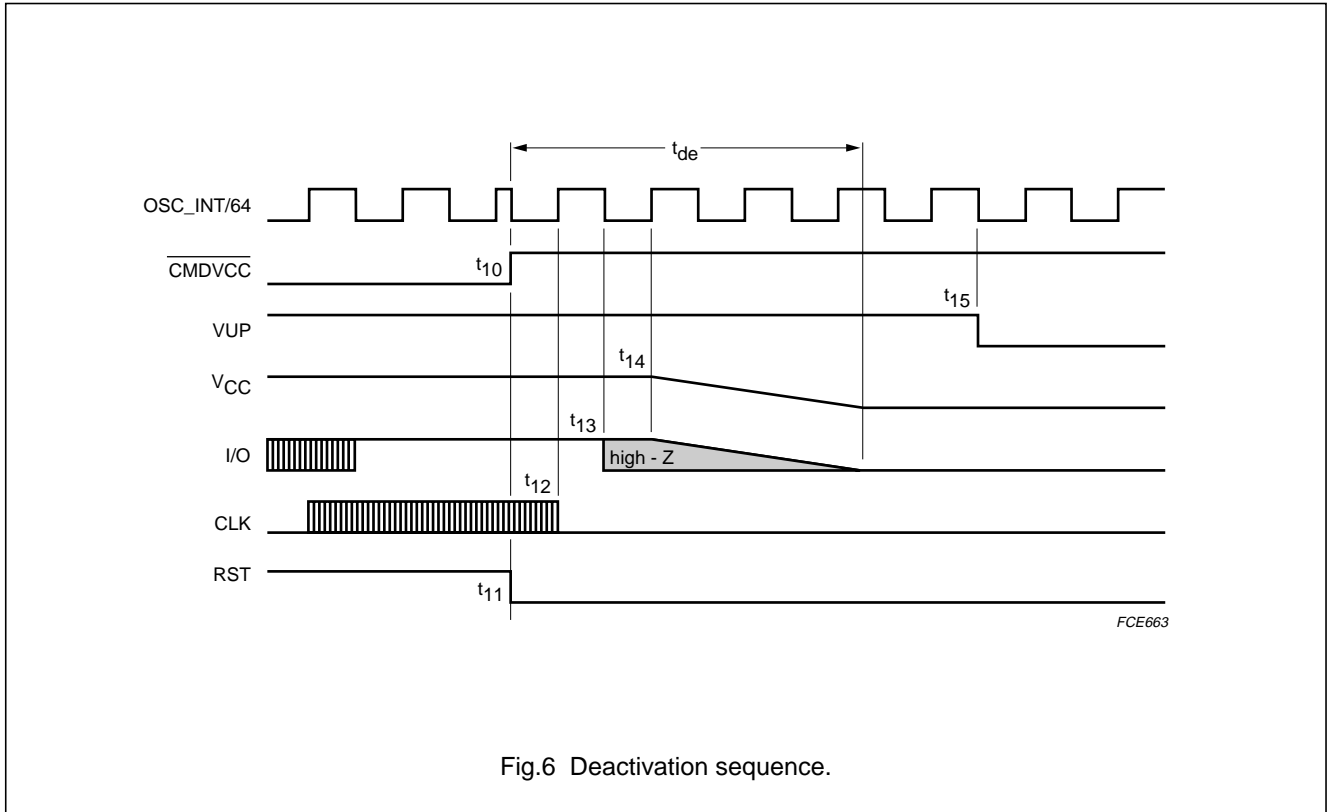 tde
OSC_INT/64
CMDVCC
t10
t15
VUP
t14
VCC
t13
I/O
high - Z
t12
CLK
RST
t11
FCE663
Fig.6 Deactivation sequence.